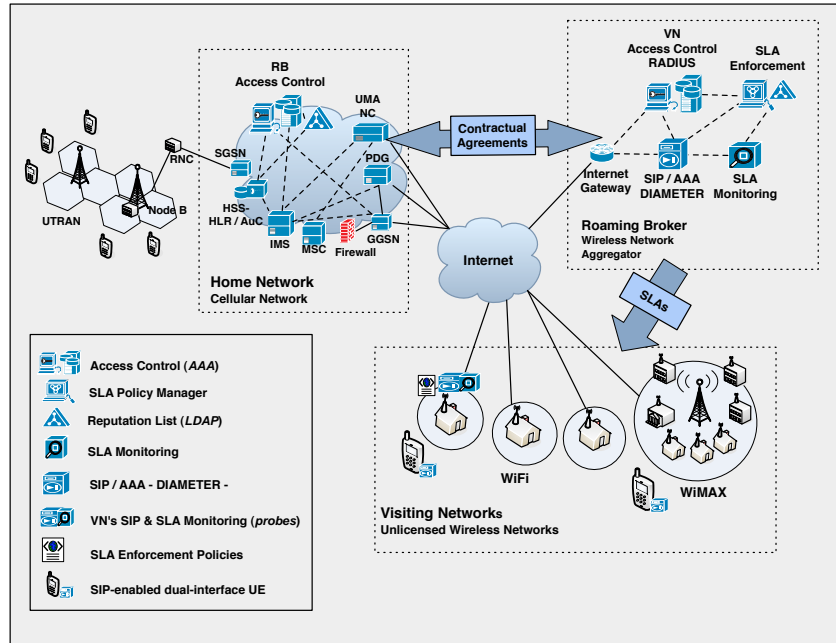 RB
Access Control
UMA
NC
SGSN
PDG
RNC
HSS-
HLR / AuC
UTRAN
Node B
IMS
MSC
Firewall
GGSN
Home Network
Cellular Network
Contractual
Agreements
VN
Access Control
RADIUS
SLA
Enforcement
Internet
Gateway
SIP / AAA
DIAMETER
SLA
Monitoring
Roaming Broker
Wireless Network
Aggregator
Internet
SLAs
WiFi
WiMAX
Visiting Networks
Unlicensed Wireless Networks
Access Control (AAA)
SLA Policy Manager
Reputation List (LDAP)
SLA Monitoring
SIP / AAA - DIAMETER -
VN's SIP & SLA Monitoring (probes)
SLA Enforcement Policies
SIP-enabled dual-interface UE